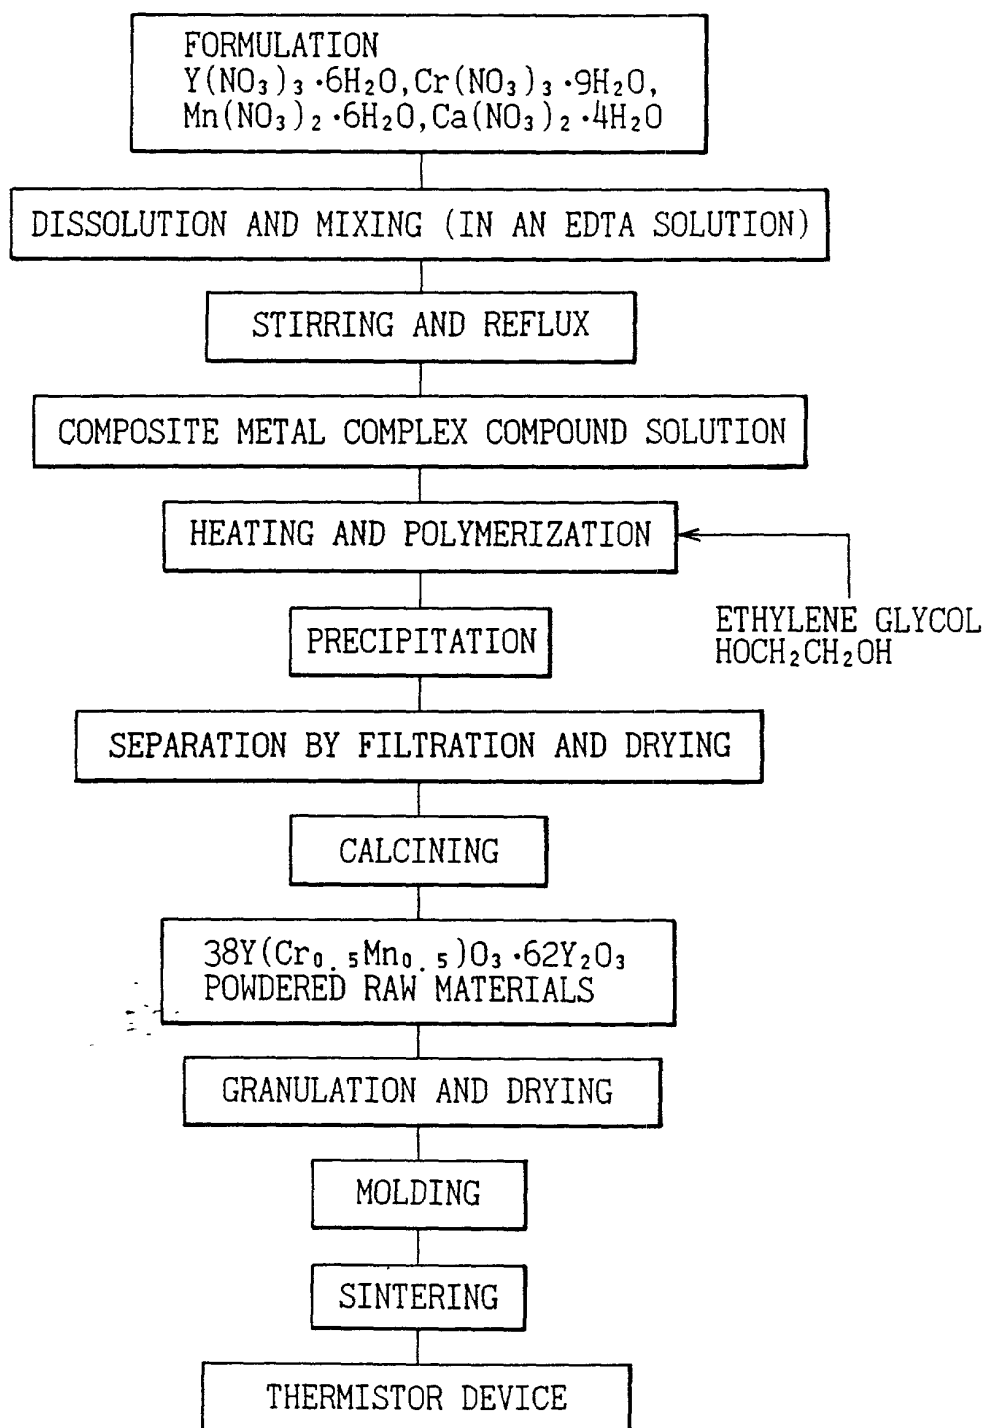 FORMULATION
Y(NO₃)₃·6H₂O,Cr(NO₃)₃·9H₂O,
Mn(NO₃)₂·6H₂O,Ca(NO₃)₂·4H₂O
DISSOLUTION AND MIXING (IN AN EDTA SOLUTION)
STIRRING AND REFLUX
COMPOSITE METAL COMPLEX COMPOUND SOLUTION
HEATING AND POLYMERIZATION
ETHYLENE GLYCOL
HOCH₂CH₂OH
PRECIPITATION
SEPARATION BY FILTRATION AND DRYING
CALCINING
38Y(Cr₀.₅Mn₀.₅)O₃·62Y₂O₃
POWDERED RAW MATERIALS
GRANULATION AND DRYING
MOLDING
SINTERING
THERMISTOR DEVICE